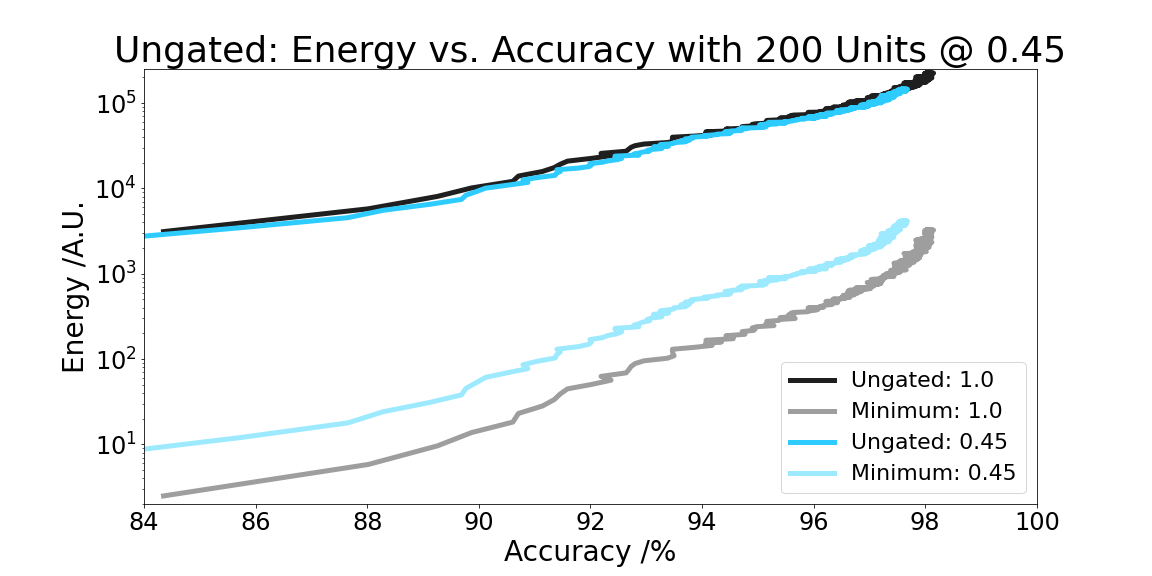 Ungated: Energy vs. Accuracy with 200 Units @ 0.45
Energy /A.U.
10^5
10^4
10^3
10^2
10^1
Ungated: 1.0
Minimum: 1.0
Ungated: 0.45
Minimum: 0.45
84 86 88 90 92 94 96 98 100
Accuracy /%